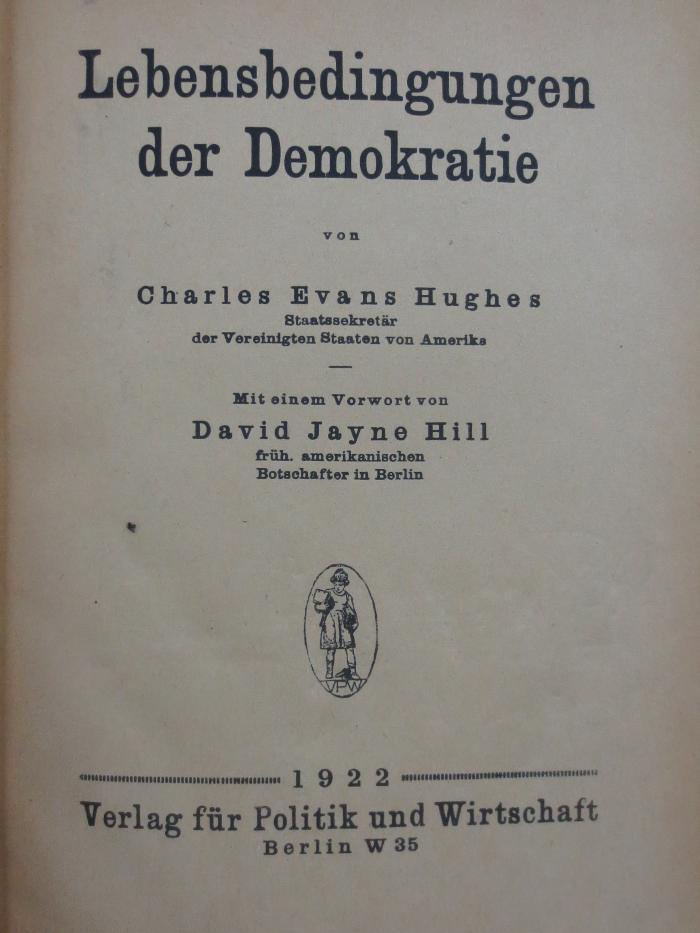 Lebensbedingungen
der Demokratie
von
Charles Evans Hughes
Staatssekretär
der Vereinigten Staaten von Amerika
Mit einem Vorwort von
David Jayne Hill
früh. amerikanischen
Botschafter in Berlin
VPW
1922
Verlag für Politik und Wirtschaft
Berlin W 35